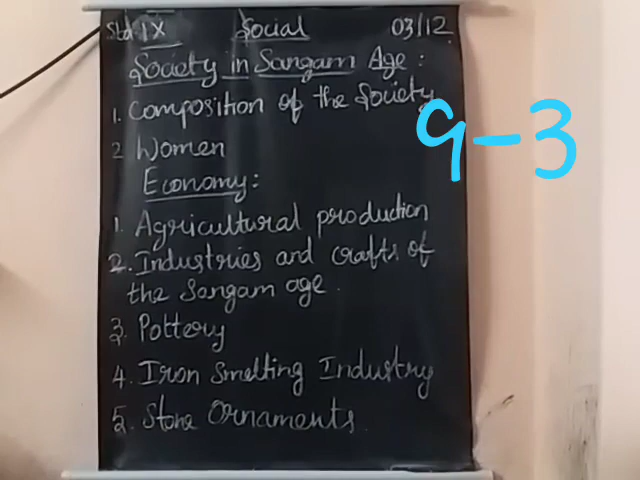 Std IX Social 03/12
Society in Sangam Age:
1. Composition of the Society
2 Women
Economy:
1. Agricultural production
2. Industries and crafts of
the Sangam age.
3. Pottery
4. Iron Smelting Industry
5. Stone Ornaments.
9-3